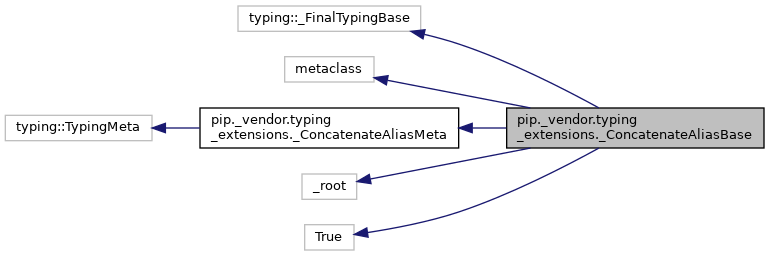 typing::_FinalTypingBase
metaclass
typing::TypingMeta
pip._vendor.typing
_extensions._ConcatenateAliasMeta
pip._vendor.typing
_extensions._ConcatenateAliasBase
_root
True